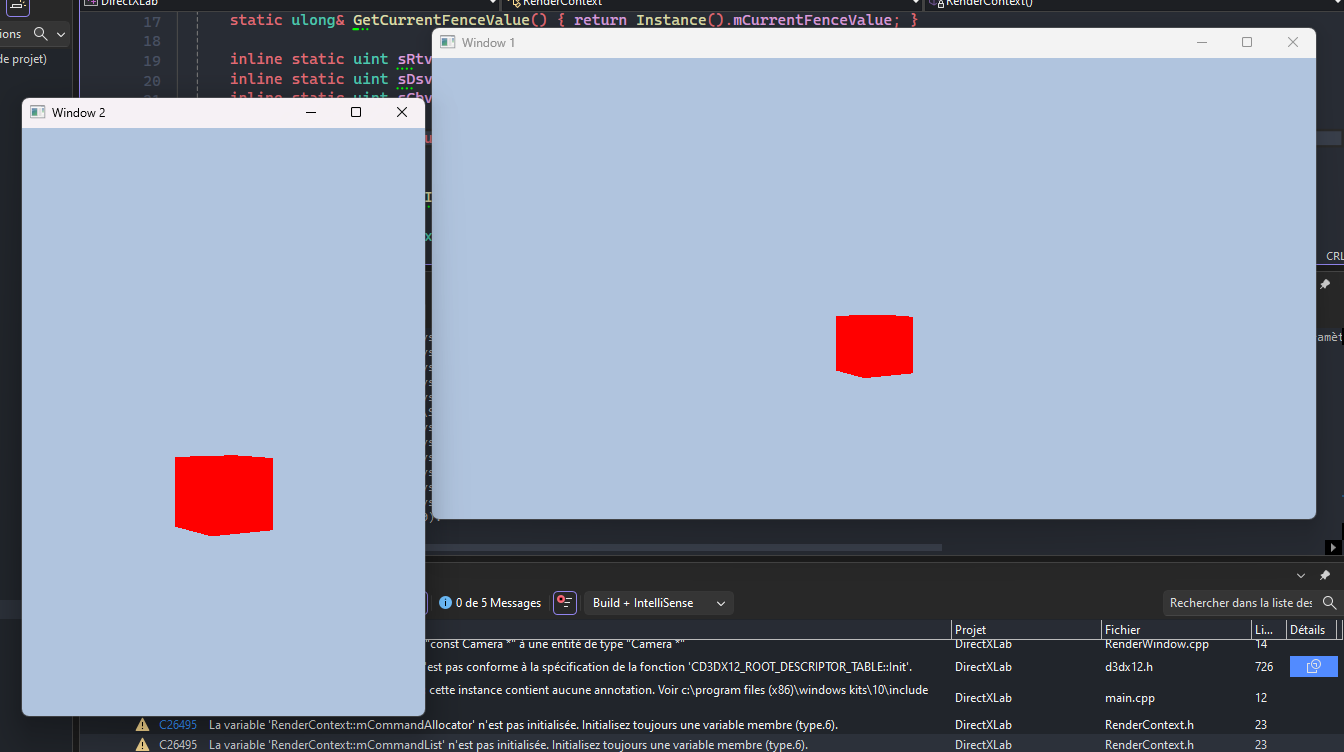 DirectXLab
RenderContext
RenderContext()
17 static ulong& GetCurrentFenceValue() { return Instance().mCurrentFenceValue; }
18
19 inline static uint sRtv
20 inline static uint sDsv
inline static uint
ions
de projet)
Window 1
Window 2
CRL
0 de 5 Messages
Build + IntelliSense
Rechercher dans la liste des
Projet Fichier Li... Détails
"const Camera *" à une entité de type "Camera *" DirectXLab RenderWindow.cpp 14
'est pas conforme à la spécification de la fonction 'CD3DX12_ROOT_DESCRIPTOR_TABLE::Init'. DirectXLab d3dx12.h 726
cette instance contient aucune annotation. Voir c:\program files (x86)\windows kits\10\include DirectXLab main.cpp 12
C26495 La variable 'RenderContext::mCommandAllocator' n'est pas initialisée. Initialisez toujours une variable membre (type.6). DirectXLab RenderContext.h 23
C26495 La variable 'RenderContext::mCommandList' n'est pas initialisée. Initialisez toujours une variable membre (type.6). DirectXLab RenderContext.h 23